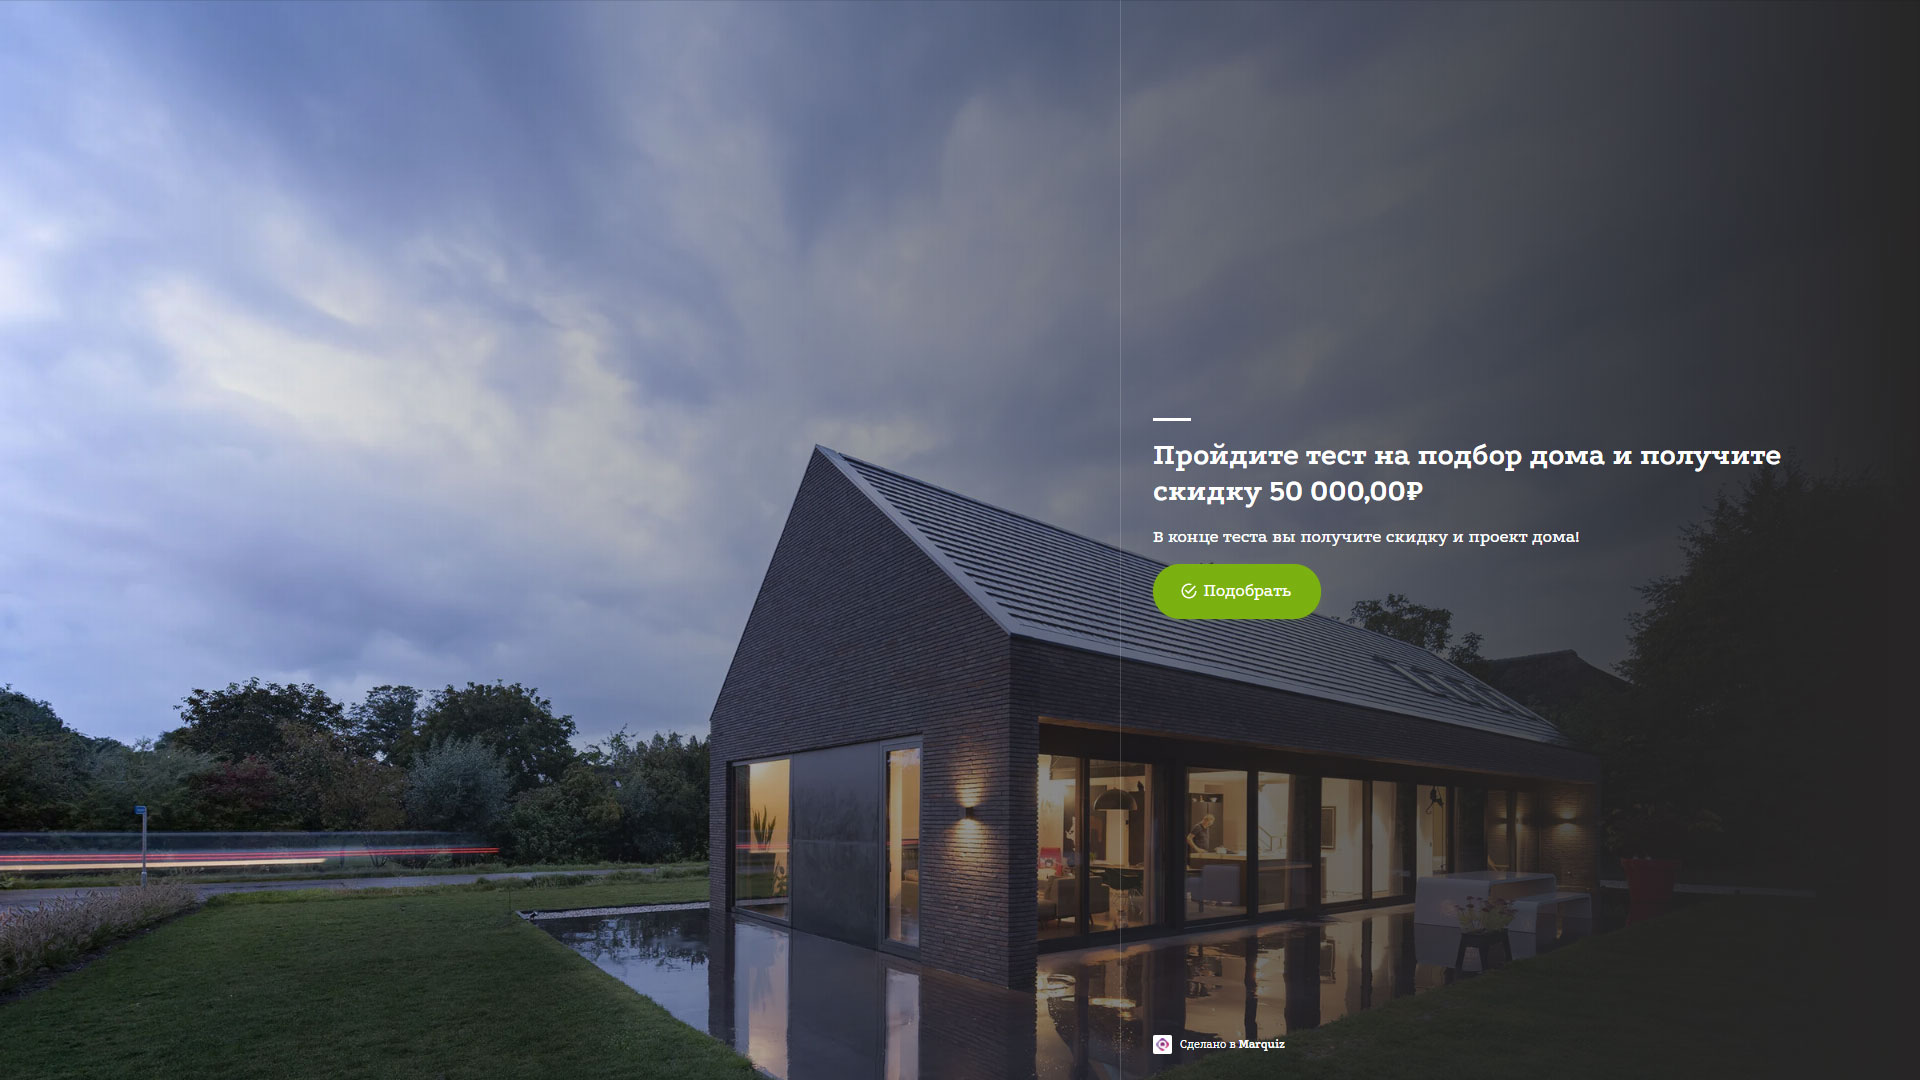 Пройдите тест на подбор дома и получите
скидку 50 000,00₽
В конце теста вы получите скидку и проект дома!
Подобрать
Сделано в Marquiz